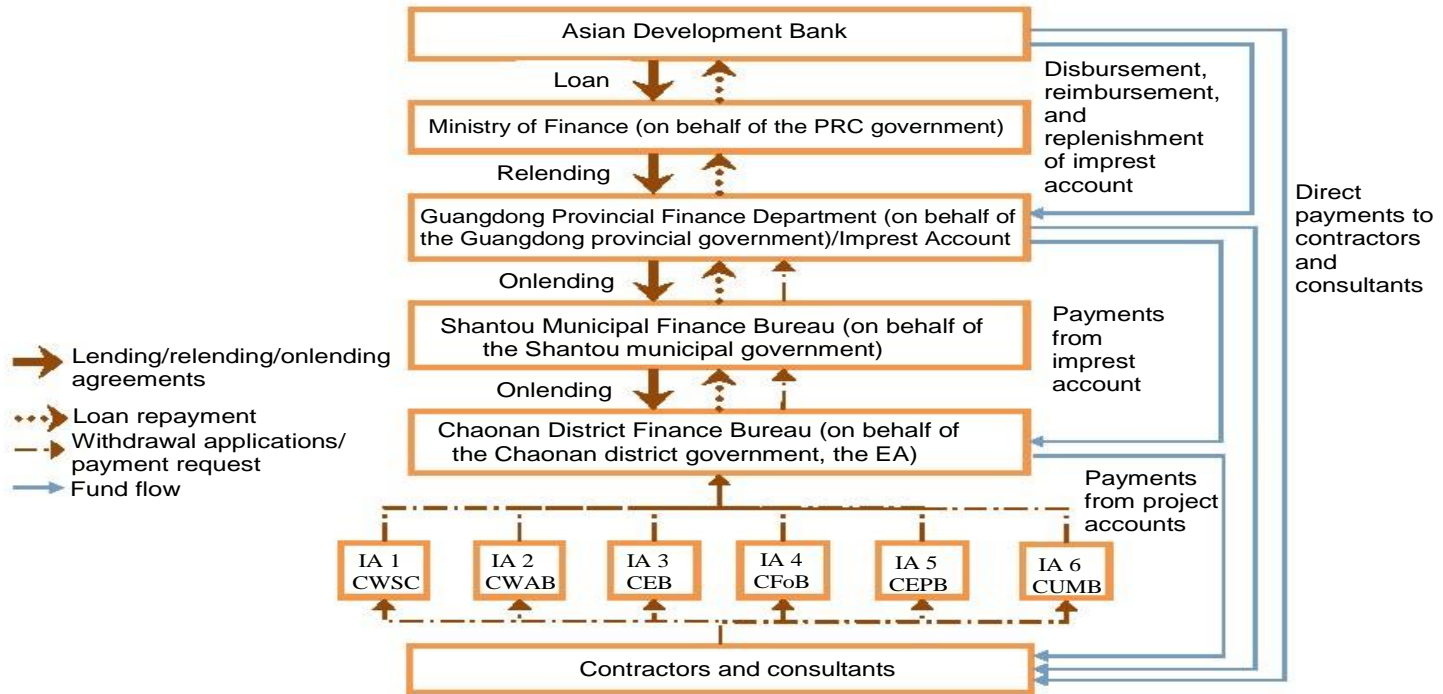 Asian Development Bank
Loan
Disbursement,
reimbursement,
and
replenishment
of imprest
account
Ministry of Finance (on behalf of the PRC government)
Relending
Guangdong Provincial Finance Department (on behalf of
the Guangdong provincial government)/Imprest Account
Direct
payments to
contractors
and
consultants
Onlending
Shantou Municipal Finance Bureau (on behalf of
the Shantou municipal government)
Payments
from
imprest
account
Lending/relending/onlending
agreements
Loan repayment
Withdrawal applications/
payment request
Fund flow
Onlending
Chaonan District Finance Bureau (on behalf of
the Chaonan district government, the EA)
Payments
from project
accounts
IA 1
CWSC
IA 2
CWAB
IA 3
CEB
IA 4
CFoB
IA 5
CEPB
IA 6
CUMB
Contractors and consultants